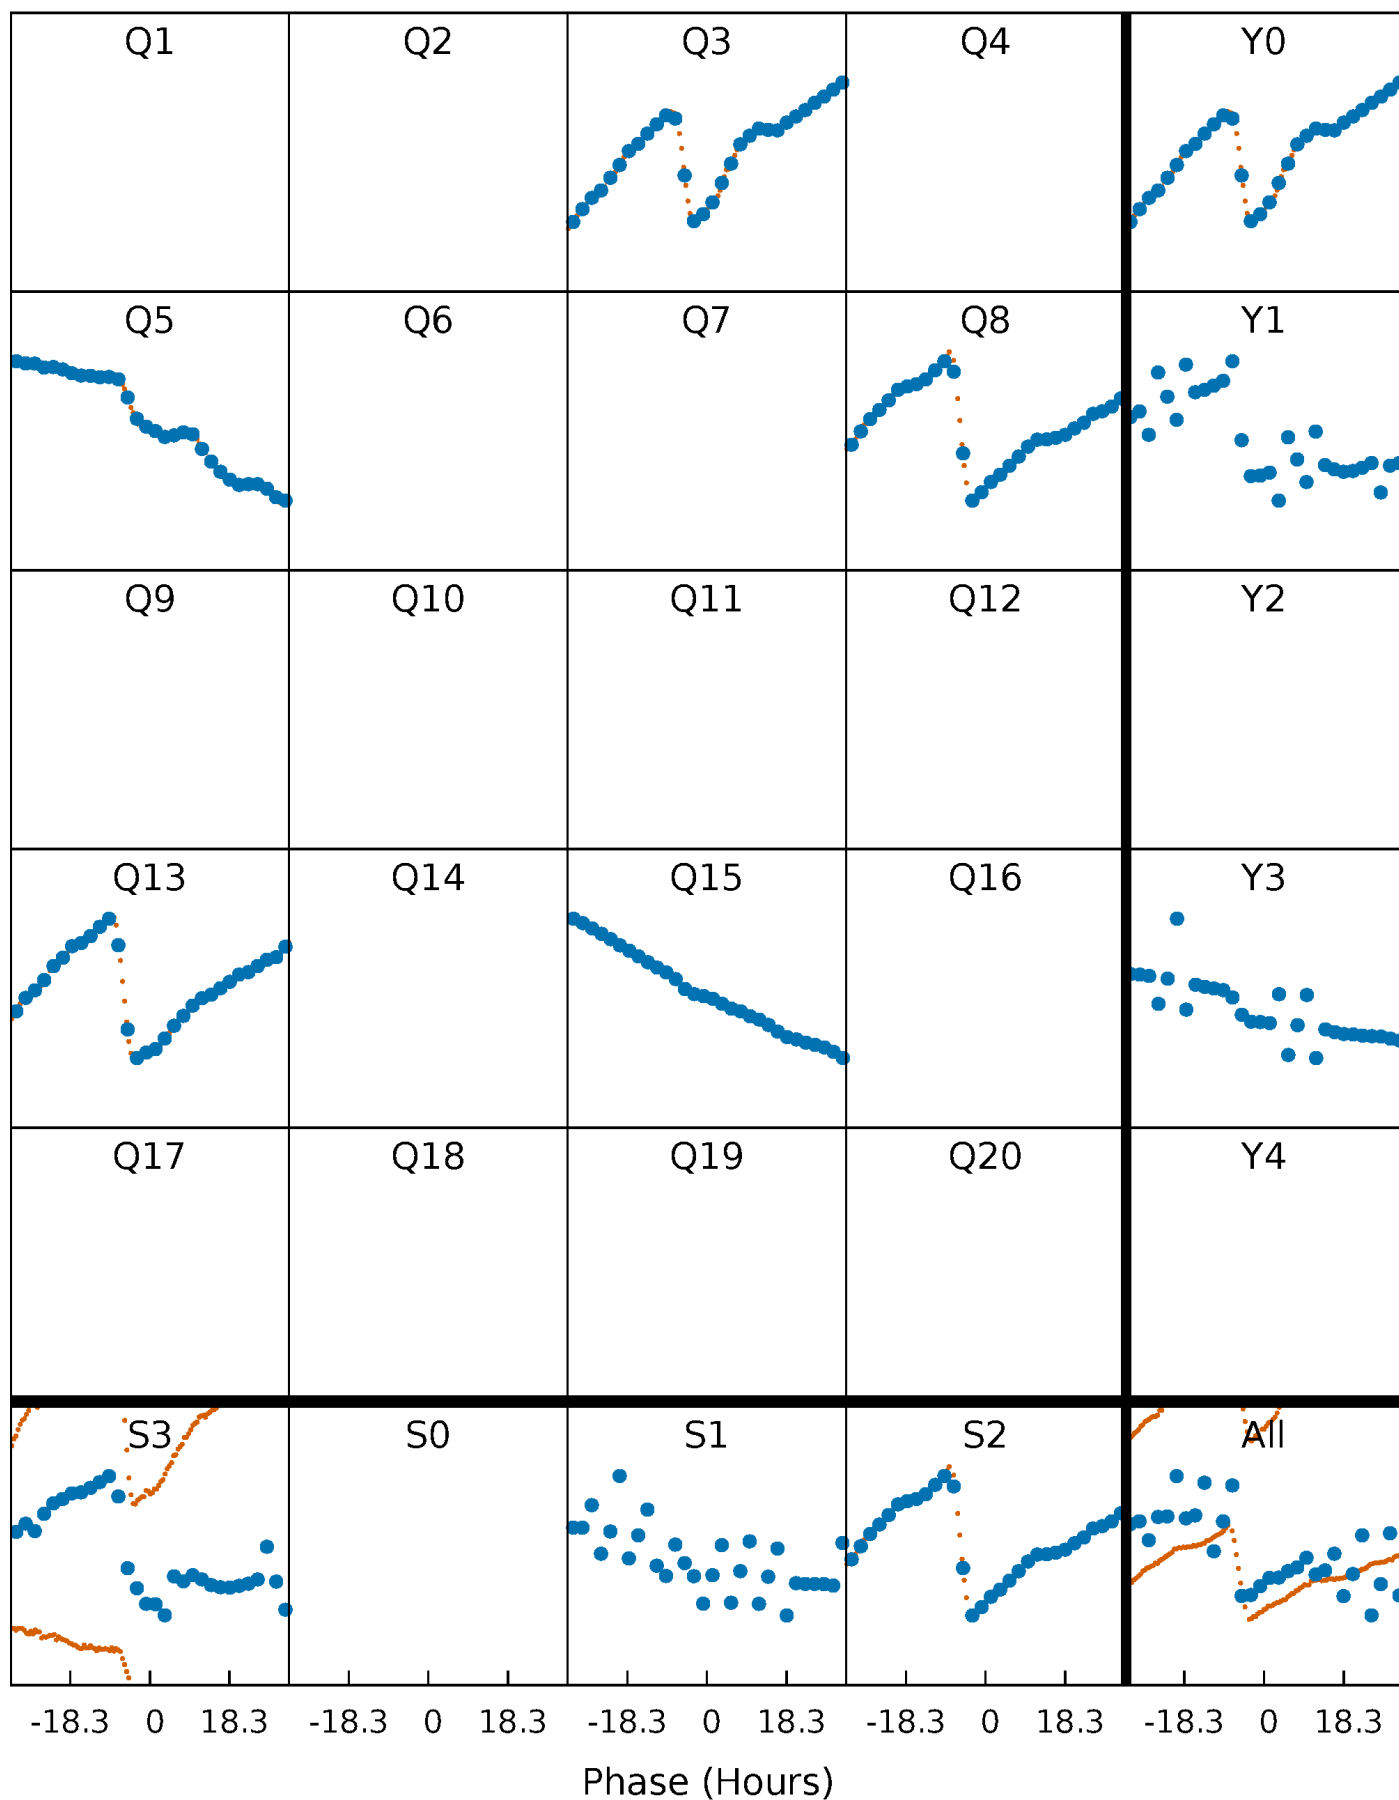 Q1 Q2 Q3 Q4 Y0
Q5 Q6 Q7 Q8 Y1
Q9 Q10 Q11 Q12 Y2
Q13 Q14 Q15 Q16 Y3
Q17 Q18 Q19 Q20 Y4
S3 S0 S1 S2 All
-18.3 0 18.3 -18.3 0 18.3 -18.3 0 18.3 -18.3 0 18.3 -18.3 0 18.3
Phase (Hours)